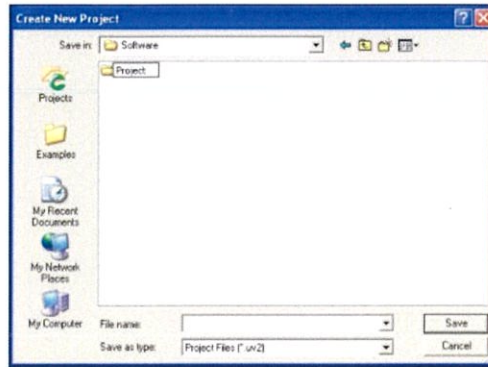 Create New Project
Save in:
Software
Project
Projects
Examples
My Recent
Documents
My Network
Places
My Computer
File name:
Save
Save as type:
Project Files (*.uv2)
Cancel